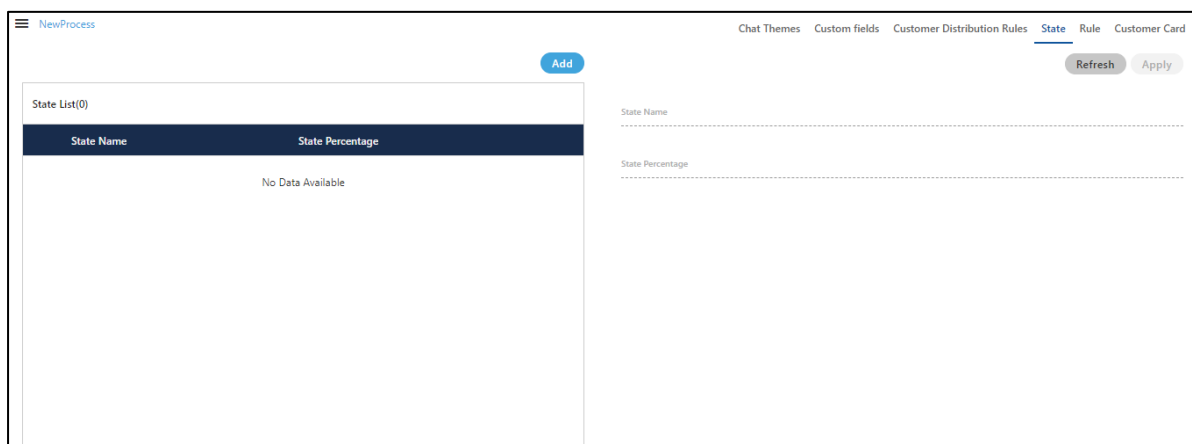 NewProcess
Chat Themes Custom fields Customer Distribution Rules State Rule Customer Card
Add
Refresh Apply
State List(0)
State Name State Percentage
No Data Available
State Name
State Percentage